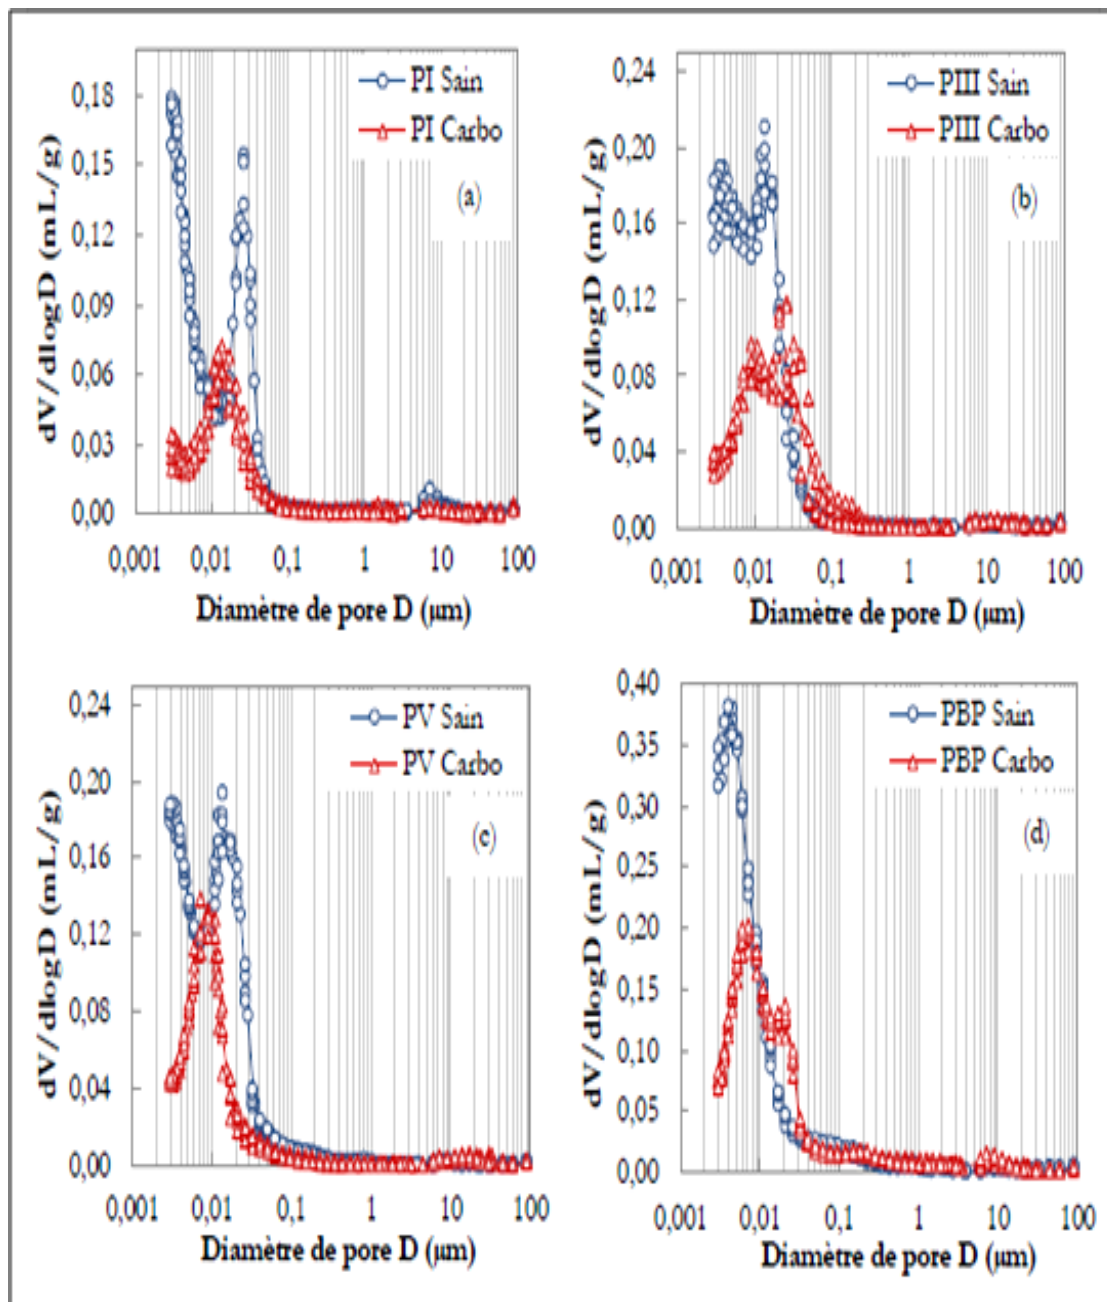 PI Sain
PI Carbo
(a)
dV/dlogD (mL/g)
0,18
0,15
0,12
0,09
0,06
0,03
0,00
0,001 0,01 0,1 1 10 100
Diamètre de pore D (µm)
PIII Sain
PIII Carbo
(b)
dV/dlogD (mL/g)
0,24
0,20
0,16
0,12
0,08
0,04
0,00
0,001 0,01 0,1 1 10 100
Diamètre de pore D (µm)
PV Sain
PV Carbo
(c)
dV/dlogD (mL/g)
0,24
0,20
0,16
0,12
0,08
0,04
0,00
0,001 0,01 0,1 1 10 100
Diamètre de pore D (µm)
PBP Sain
PBP Carbo
(d)
dV/dlogD (mL/g)
0,40
0,35
0,30
0,25
0,20
0,15
0,10
0,05
0,00
0,001 0,01 0,1 1 10 100
Diamètre de pore D (µm)